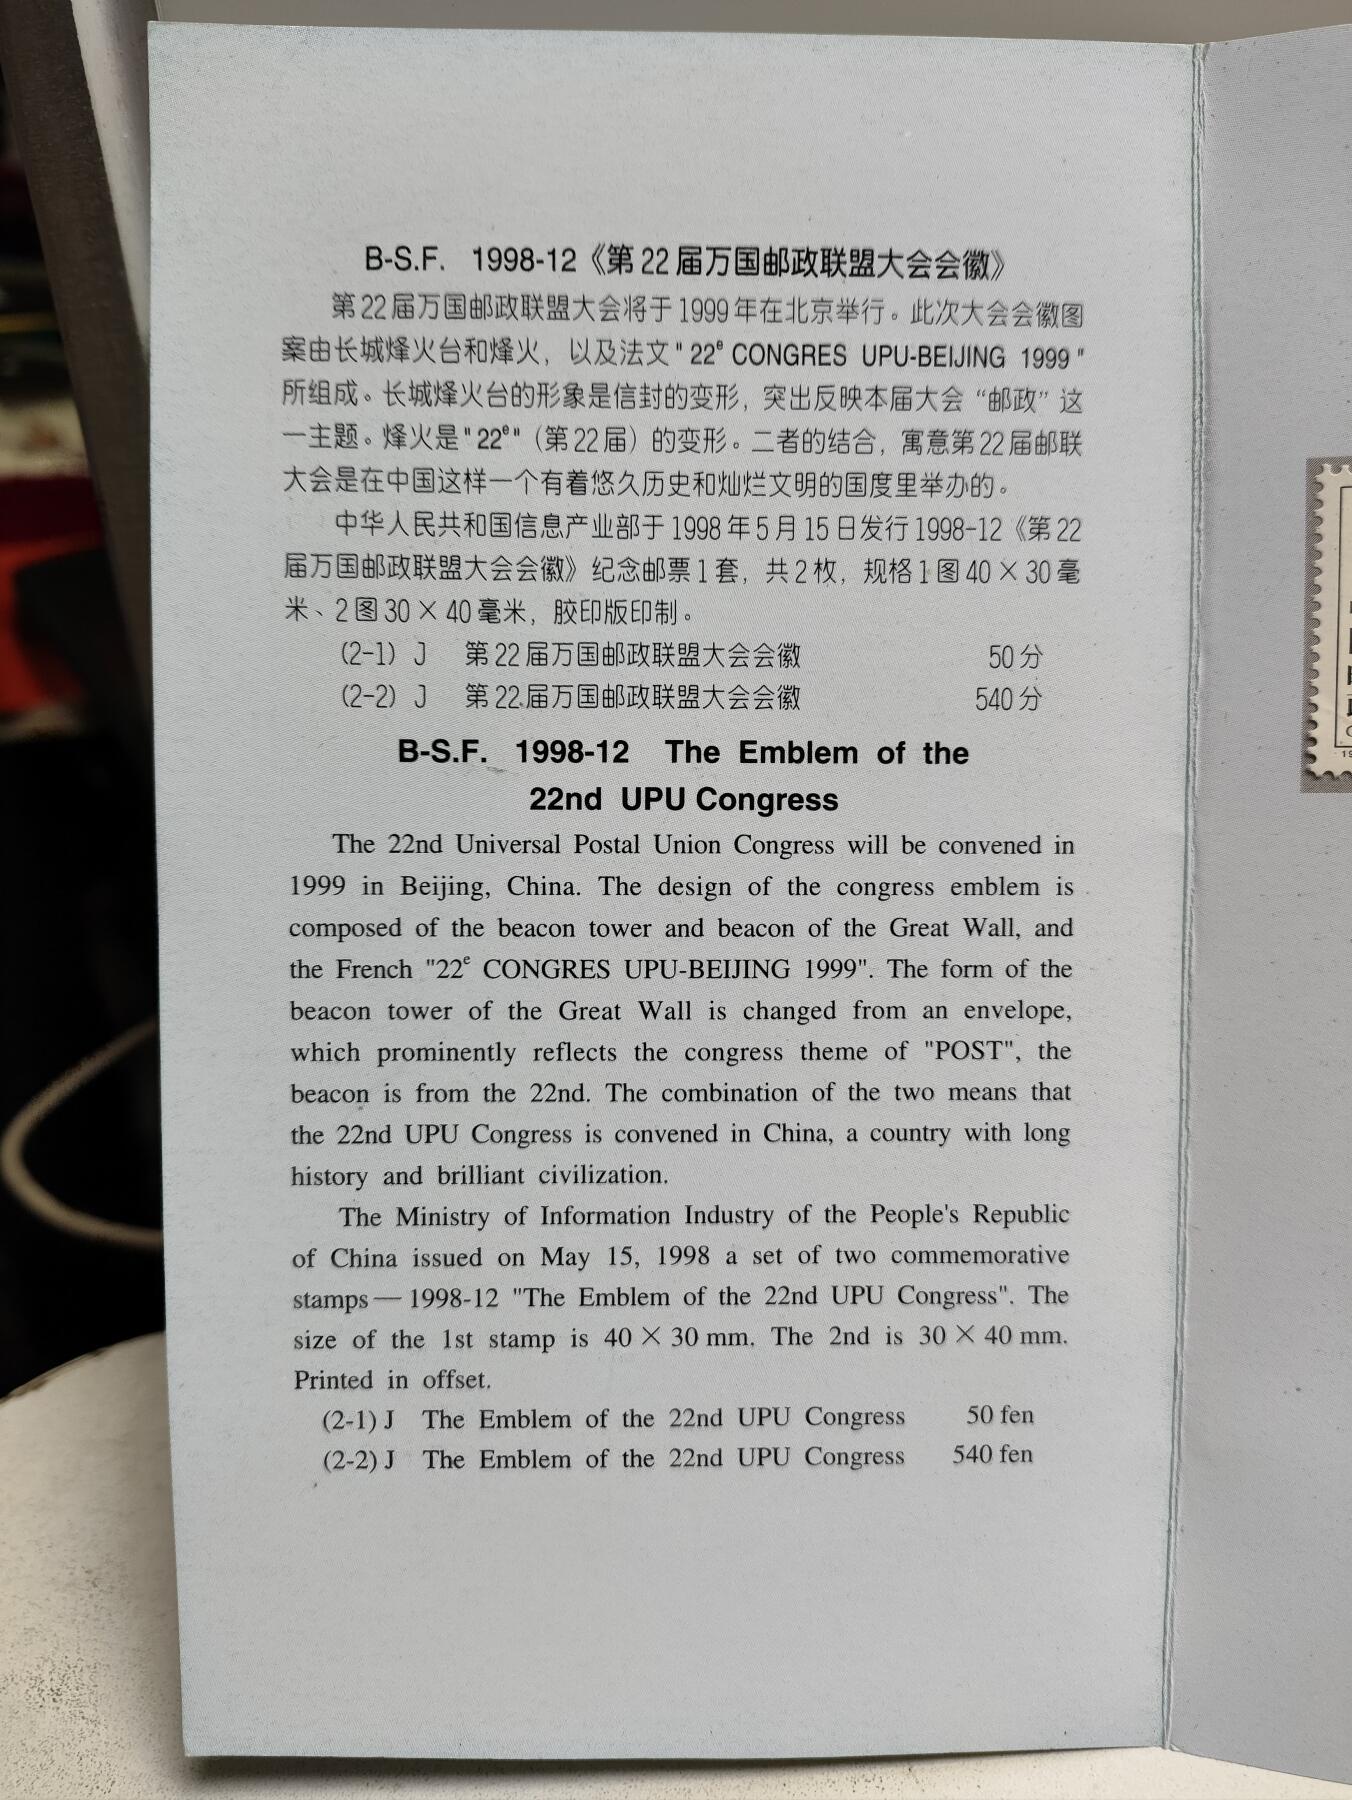 B-S.F. 1998-12《第22届万国邮政联盟大会会徽》
第22届万国邮政联盟大会将于1999年在北京举行。此次大会会徽图
案由长城烽火台和烽火，以及法文"22ᵉ CONGRES UPU-BEIJING 1999"
所组成。长城烽火台的形象是信封的变形，突出反映本届大会“邮政”这
一主题。烽火是"22ᵉ"（第22届）的变形。二者的结合，寓意第22届邮联
大会是在中国这样一个有着悠久历史和灿烂文明的国度里举办的。
中华人民共和国信息产业部于1998年5月15日发行1998-12《第22
届万国邮政联盟大会会徽》纪念邮票1套，共2枚，规格1图40×30毫
米、2图30×40毫米，胶印版印制。
(2-1) J 第22届万国邮政联盟大会会徽 50分
(2-2) J 第22届万国邮政联盟大会会徽 540分
B-S.F. 1998-12 The Emblem of the
22nd UPU Congress
The 22nd Universal Postal Union Congress will be convened in
1999 in Beijing, China. The design of the congress emblem is
composed of the beacon tower and beacon of the Great Wall, and
the French "22ᵉ CONGRES UPU-BEIJING 1999". The form of the
beacon tower of the Great Wall is changed from an envelope,
which prominently reflects the congress theme of "POST", the
beacon is from the 22nd. The combination of the two means that
the 22nd UPU Congress is convened in China, a country with long
history and brilliant civilization.
The Ministry of Information Industry of the People's Republic
of China issued on May 15, 1998 a set of two commemorative
stamps — 1998-12 "The Emblem of the 22nd UPU Congress". The
size of the 1st stamp is 40 × 30 mm. The 2nd is 30 × 40 mm.
Printed in offset.
(2-1) J The Emblem of the 22nd UPU Congress 50 fen
(2-2) J The Emblem of the 22nd UPU Congress 540 fen